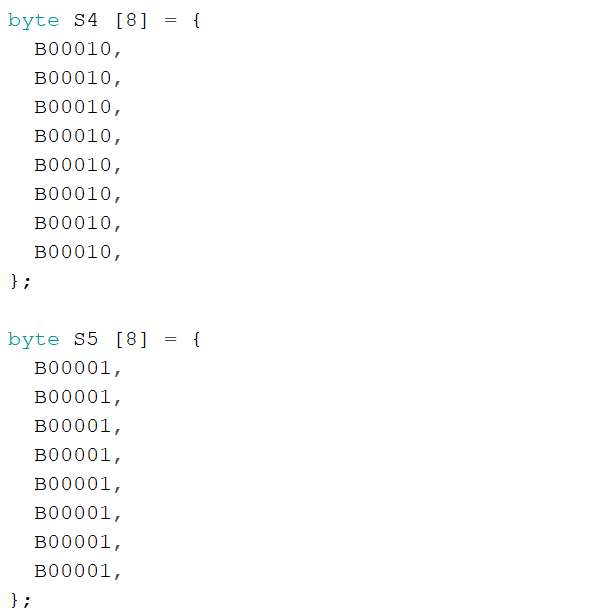 byte S4 [8] = {
  B00010,
  B00010,
  B00010,
  B00010,
  B00010,
  B00010,
  B00010,
  B00010,
};

byte S5 [8] = {
  B00001,
  B00001,
  B00001,
  B00001,
  B00001,
  B00001,
  B00001,
  B00001,
};